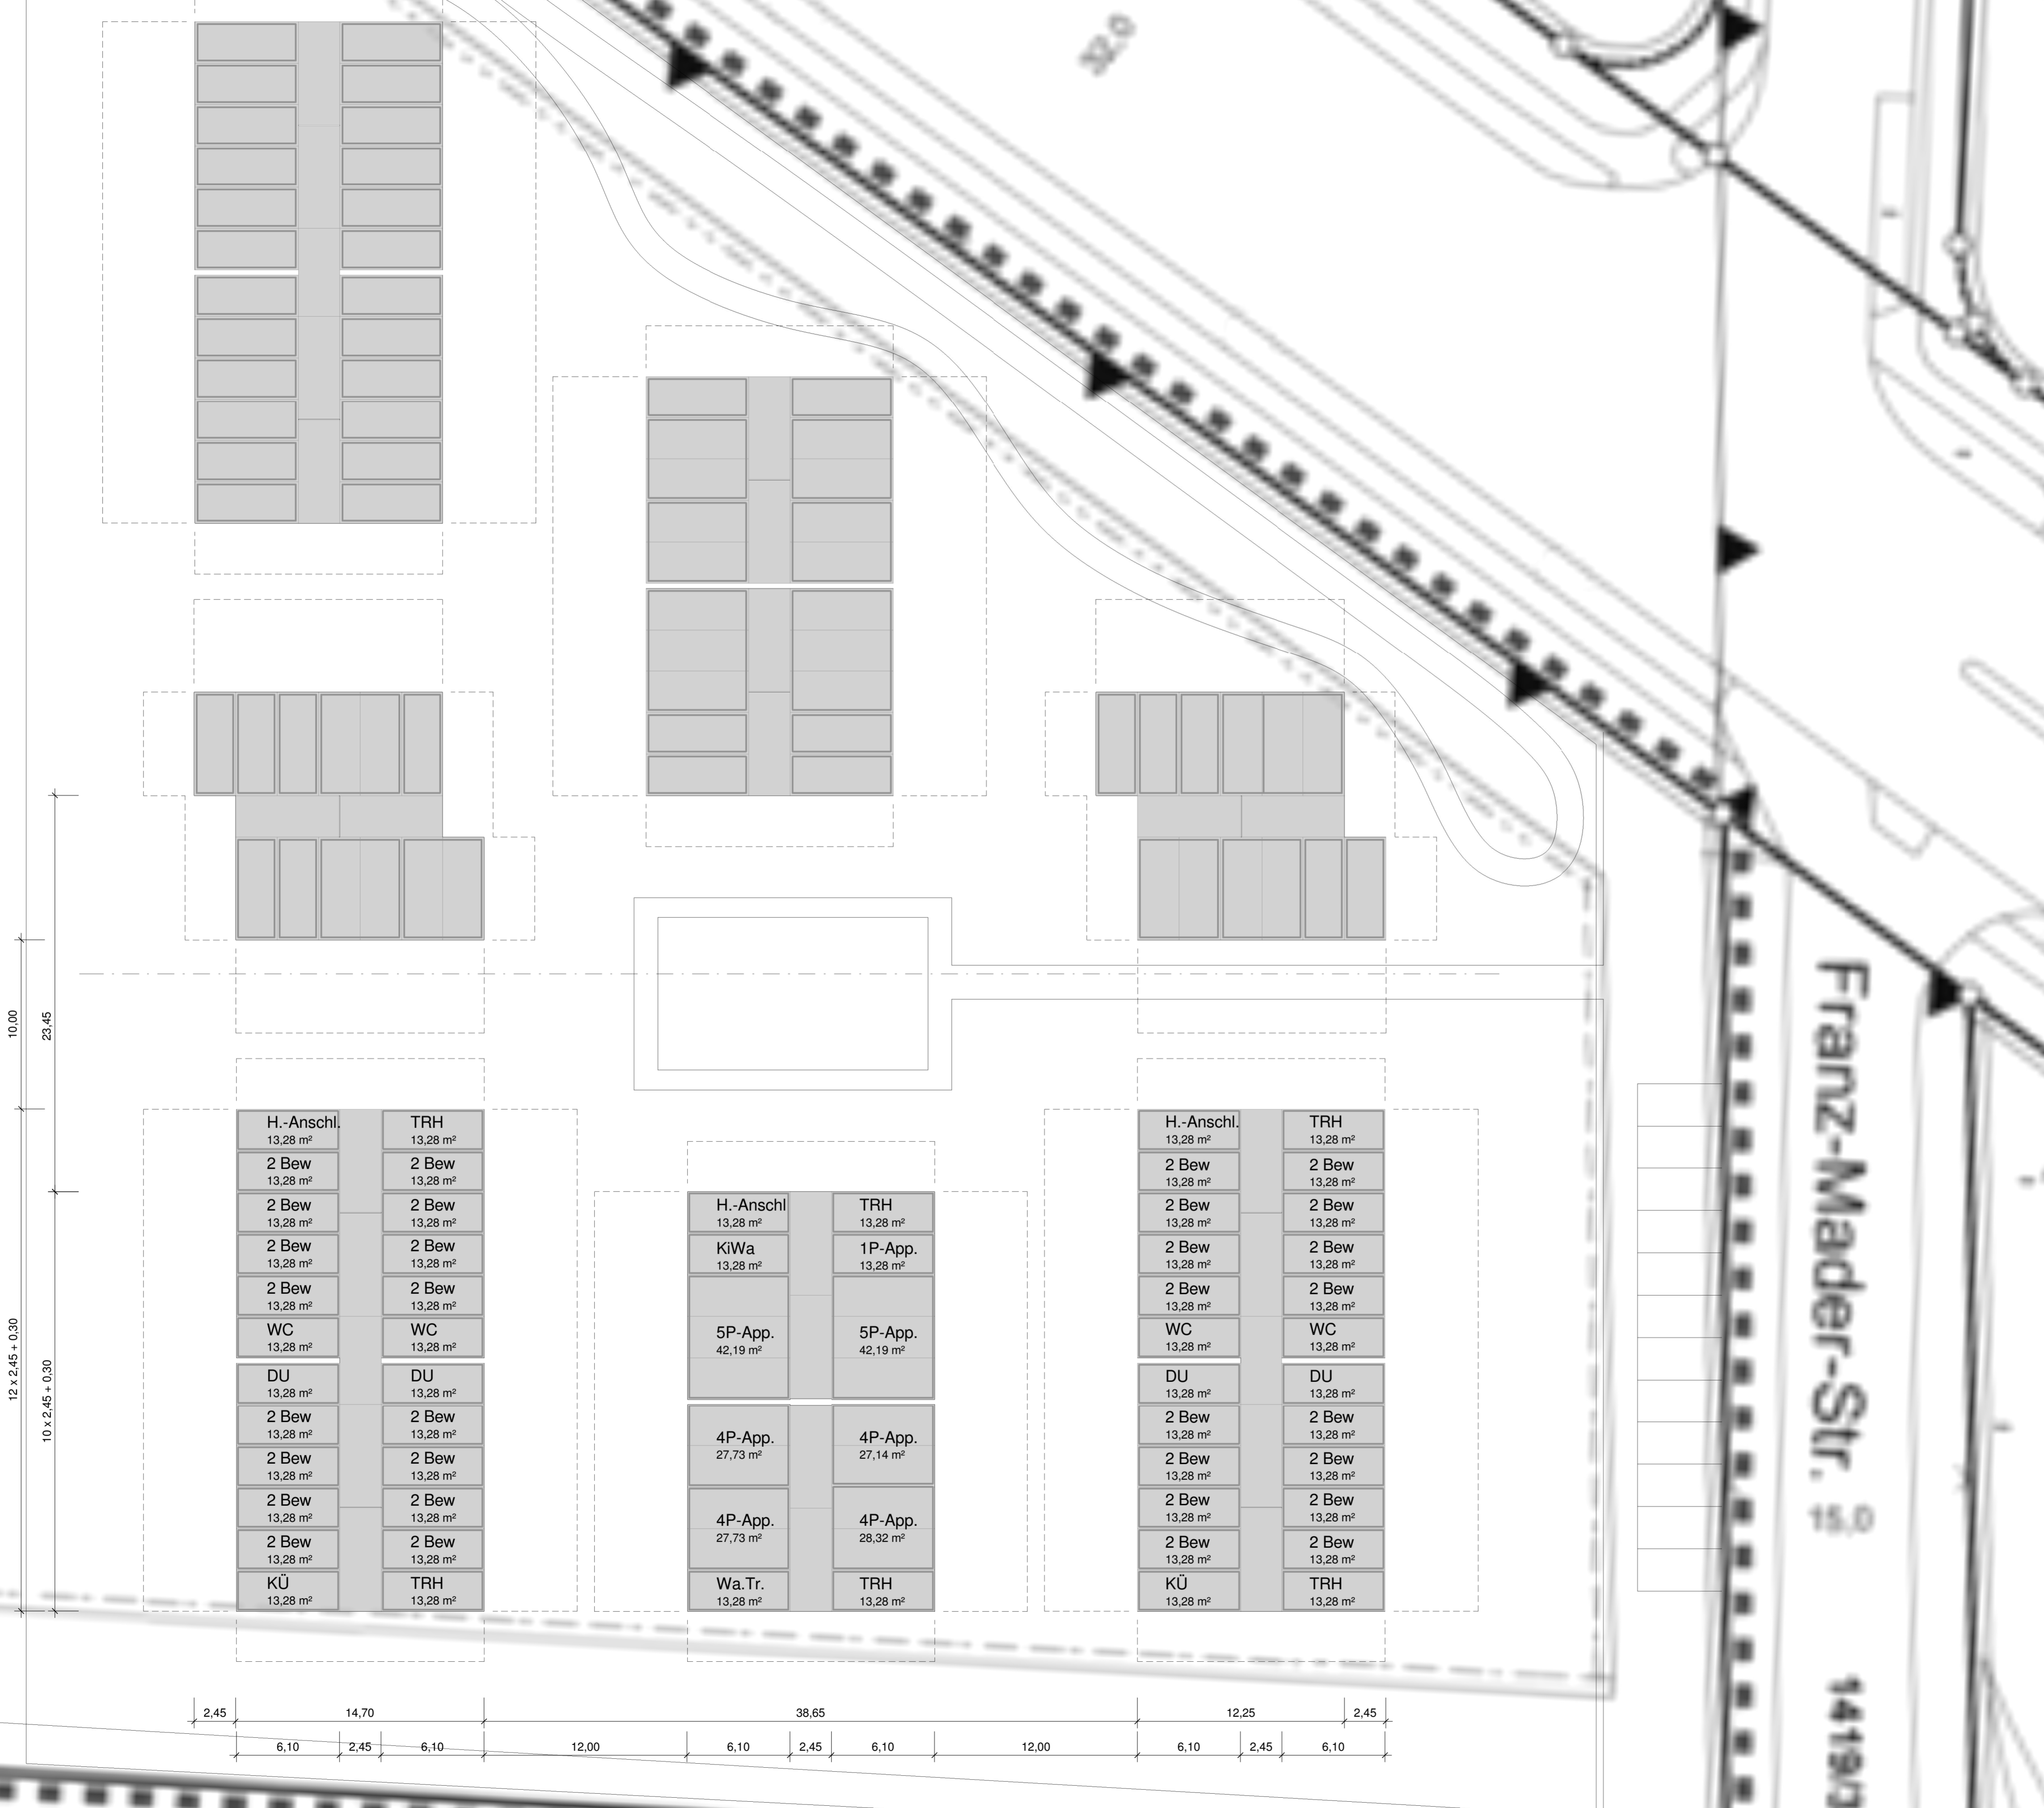 32,0
H.-Anschl.
13,28 m²
TRH
13,28 m²
2 Bew
13,28 m²
2 Bew
13,28 m²
2 Bew
13,28 m²
2 Bew
13,28 m²
2 Bew
13,28 m²
2 Bew
13,28 m²
2 Bew
13,28 m²
2 Bew
13,28 m²
WC
13,28 m²
WC
13,28 m²
DU
13,28 m²
DU
13,28 m²
2 Bew
13,28 m²
2 Bew
13,28 m²
2 Bew
13,28 m²
2 Bew
13,28 m²
2 Bew
13,28 m²
2 Bew
13,28 m²
2 Bew
13,28 m²
2 Bew
13,28 m²
KÜ
13,28 m²
TRH
13,28 m²
H.-Anschl
13,28 m²
TRH
13,28 m²
KiWa
13,28 m²
1P-App.
13,28 m²
5P-App.
42,19 m²
5P-App.
42,19 m²
4P-App.
27,73 m²
4P-App.
27,14 m²
4P-App.
27,73 m²
4P-App.
28,32 m²
Wa.Tr.
13,28 m²
TRH
13,28 m²
H.-Anschl.
13,28 m²
TRH
13,28 m²
2 Bew
13,28 m²
2 Bew
13,28 m²
2 Bew
13,28 m²
2 Bew
13,28 m²
2 Bew
13,28 m²
2 Bew
13,28 m²
2 Bew
13,28 m²
2 Bew
13,28 m²
WC
13,28 m²
WC
13,28 m²
DU
13,28 m²
DU
13,28 m²
2 Bew
13,28 m²
2 Bew
13,28 m²
2 Bew
13,28 m²
2 Bew
13,28 m²
2 Bew
13,28 m²
2 Bew
13,28 m²
2 Bew
13,28 m²
2 Bew
13,28 m²
KÜ
13,28 m²
TRH
13,28 m²
10,00
23,45
12 x 2,45 + 0,30
10 x 2,45 + 0,30
2,45 14,70 38,65 12,25 2,45
6,10 2,45 6,10 12,00 6,10 2,45 6,10 12,00 6,10 2,45 6,10
Franz-Mader-Str.
15,0